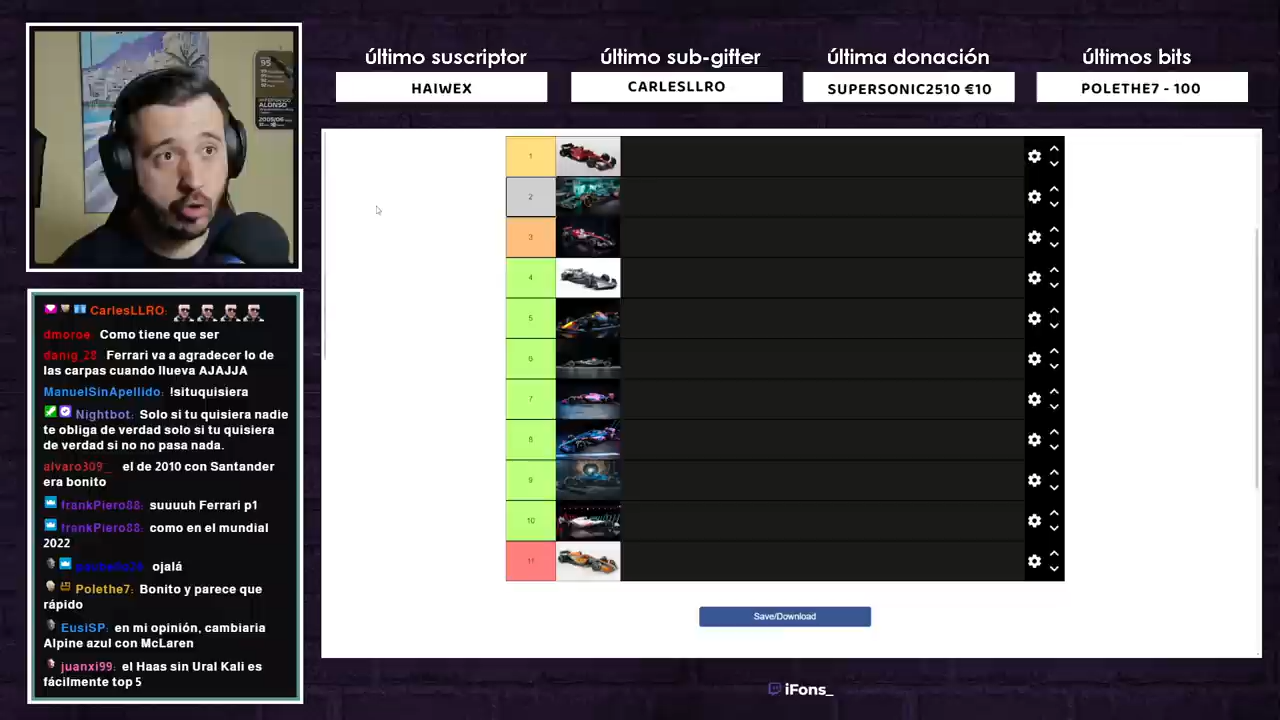 último suscriptor
HAIWEX
último sub-gifter
CARLESLLRO
última donación
SUPERSONIC2510 €10
últimos bits
POLETHE7 - 100
ALONSO
CarlesLLRO:
dmoroe: Como tiene que ser
danig_28: Ferrari va a agradecer lo de
las carpas cuando llueva AJAJJA
ManuelSinApellido: !situquisiera
Nightbot: Solo si tu quisiera nadie
te obliga de verdad solo si tu quisiera
de verdad si no no pasa nada.
alvaro309_: el de 2010 con Santander
era bonito
frankPiero88: suuuuh Ferrari p1
frankPiero88: como en el mundial
2022
ojalá
Polethe7: Bonito y parece que
rápido
EusiSP: en mi opinión, cambiaria
Alpine azul con McLaren
juanxi99: el Haas sin Ural Kali es
fácilmente top 5
1
2
3
4
5
6
7
8
9
10
11
Save/Download
iFons_